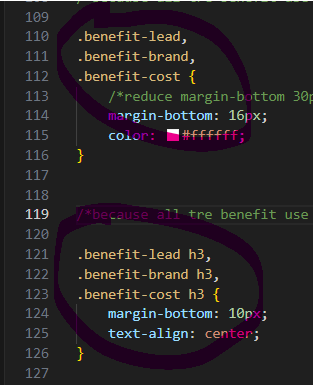 110 .benefit-lead,
111 .benefit-brand,
112 .benefit-cost {
113 /*reduce margin-bottom 30p
114 margin-bottom: 16px;
115 color: #ffffff;
116 }
117
118
119 /*because all tre benefit use
120
121 .benefit-lead h3,
122 .benefit-brand h3,
123 .benefit-cost h3 {
124 margin-bottom: 10px;
125 text-align: center;
126 }
127